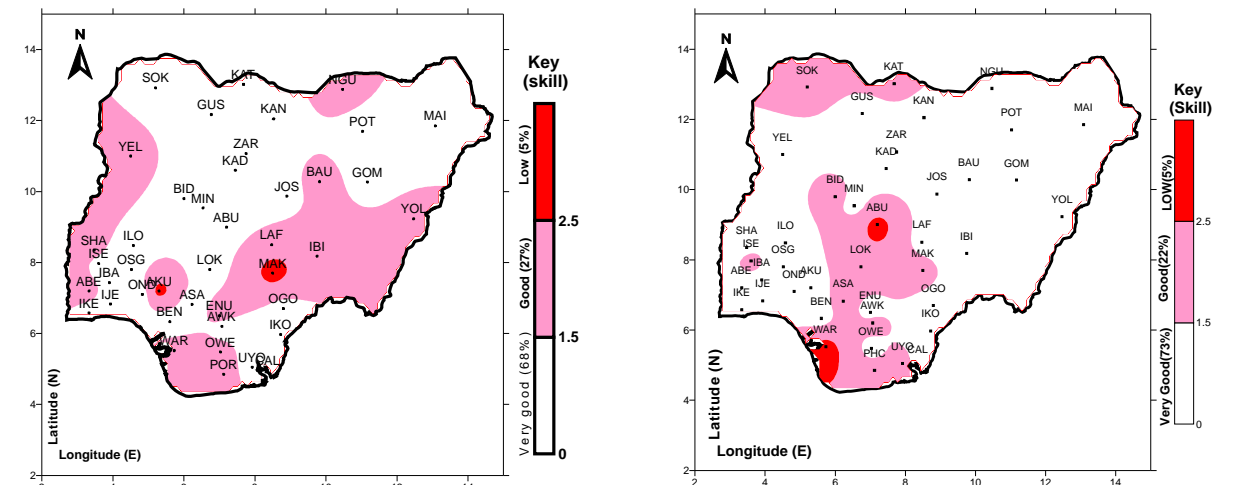 14
12
10
8
6
4
2
Latitude (N)
Longitude (E)
N
SOK
KAT
NGU
GUS
KAN
POT
MAI
YEL
ZAR
KAD
BAU
GOM
BID
MIN
JOS
ABU
YOL
SHA
ILO
LAF
IBI
ISE
OSG
LOK
MAK
IBA
ABE
OND
AKU
IJE
IKE
ASA
ENU
OGO
BEN
AWK
IKO
WAR
OWE
POR
UYO
CAL
Key
(skill)
Low (5%)
2.5
Good (27%)
1.5
Very good (68%)
0
14
12
10
8
6
4
2
2
4
6
8
10
12
14
Latitude (N)
Longitude (E)
N
SOK
KAT
NGU
GUS
KAN
POT
MAI
YEL
ZAR
KAD
BAU
GOM
BID
MIN
JOS
ABU
YOL
SHA
ILO
LAF
IBI
ISE
OSG
LOK
MAK
ABE
IBA
OND
AKU
IKE
IJE
ASA
BEN
ENU
AWK
OGO
IKO
WAR
OWE
PHC
UYO
CAL
Key
(Skill)
LOW(5%)
2.5
Good(22%)
1.5
Very Good(73%)
0